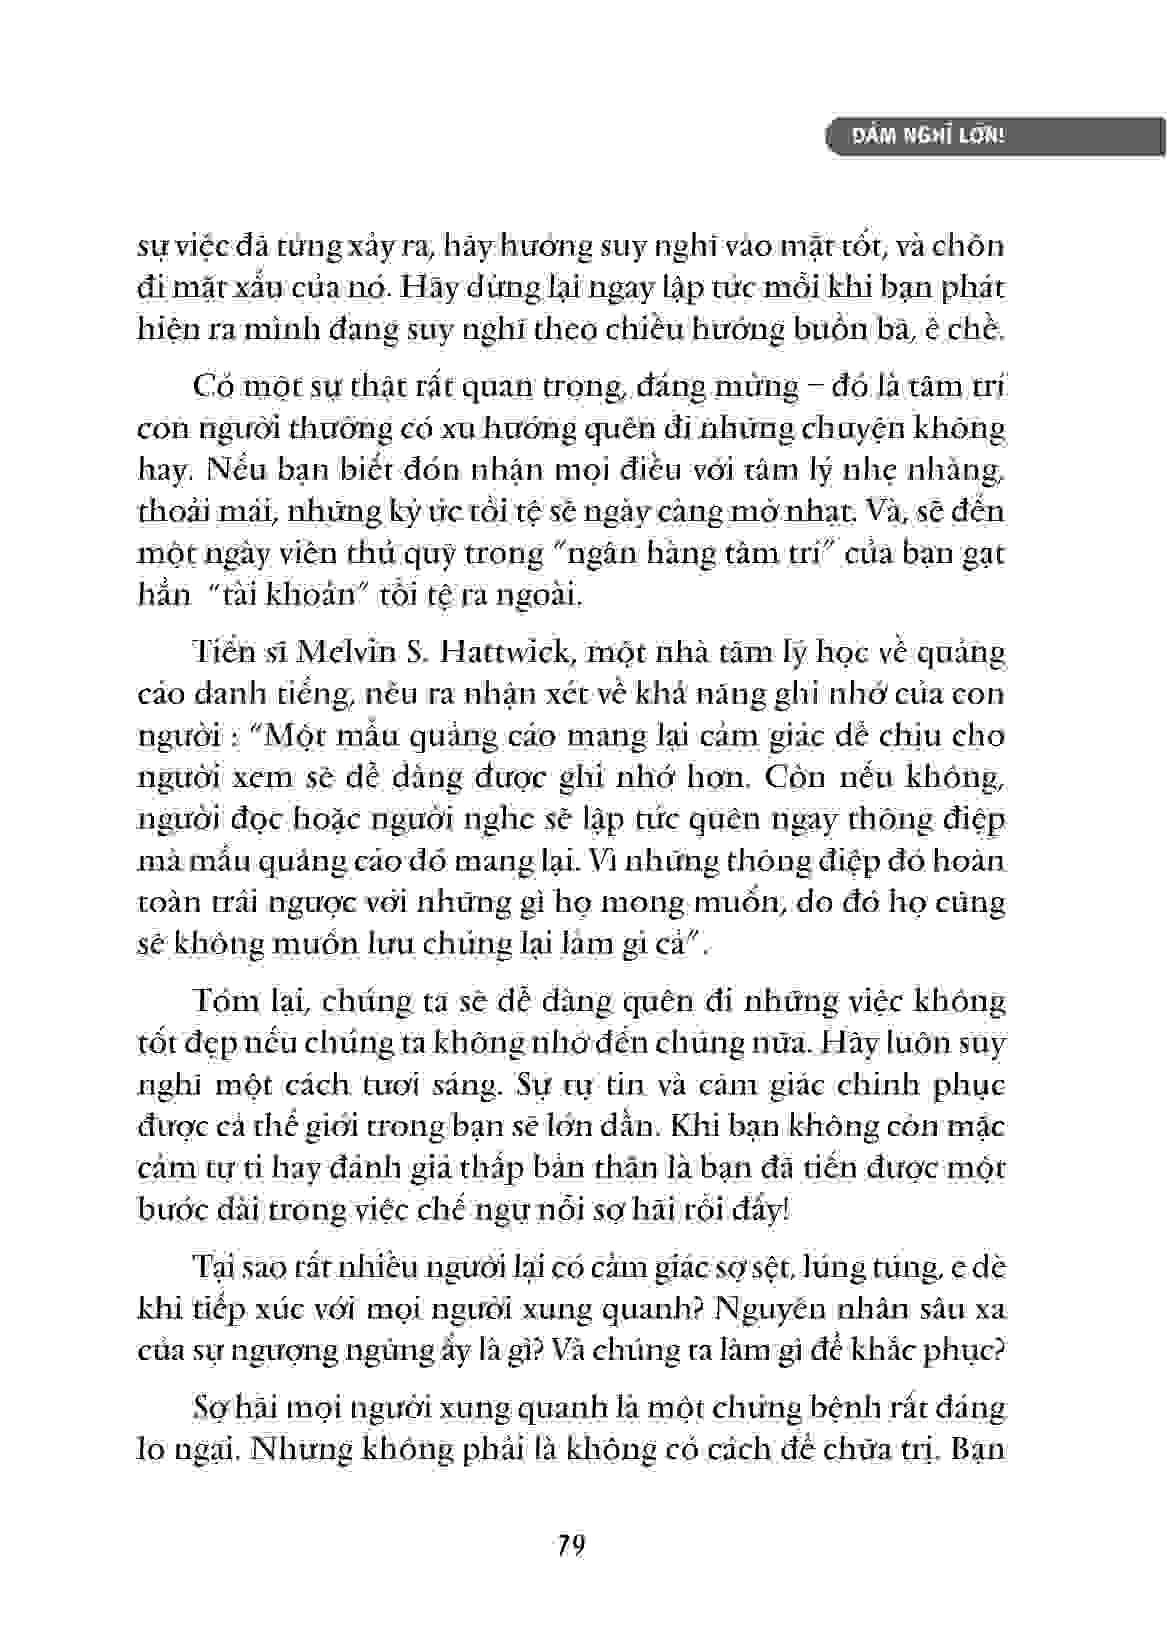 DÁM NGHĨ LỚN!
sự việc đã từng xảy ra, hãy hướng suy nghĩ vào mặt tốt, và chôn
đi mặt xấu của nó. Hãy dừng lại ngay lập tức mỗi khi bạn phát
hiện ra mình đang suy nghĩ theo chiều hướng buồn bã, ê chề.
Có một sự thật rất quan trọng, đáng mừng – đó là tâm trí
con người thường có xu hướng quên đi những chuyện không
hay. Nếu bạn biết đón nhận mọi điều với tâm lý nhẹ nhàng,
thoải mái, những ký ức tồi tệ sẽ ngày càng mờ nhạt. Và, sẽ đến
một ngày viên thủ quỹ trong "ngân hàng tâm trí" của bạn gạt
hẳn "tài khoản" tồi tệ ra ngoài.
Tiến sĩ Melvin S. Hattwick, một nhà tâm lý học về quảng
cáo danh tiếng, nêu ra nhận xét về khả năng ghi nhớ của con
người : "Một mẫu quảng cáo mang lại cảm giác dễ chịu cho
người xem sẽ dễ dàng được ghi nhớ hơn. Còn nếu không,
người đọc hoặc người nghe sẽ lập tức quên ngay thông điệp
mà mẫu quảng cáo đó mang lại. Vì những thông điệp đó hoàn
toàn trái ngược với những gì họ mong muốn, do đó họ cũng
sẽ không muốn lưu chúng lại làm gì cả".
Tóm lại, chúng ta sẽ dễ dàng quên đi những việc không
tốt đẹp nếu chúng ta không nhớ đến chúng nữa. Hãy luôn suy
nghĩ một cách tươi sáng. Sự tự tin và cảm giác chinh phục
được cả thế giới trong bạn sẽ lớn dần. Khi bạn không còn mặc
cảm tự ti hay đánh giá thấp bản thân là bạn đã tiến được một
bước dài trong việc chế ngự nỗi sợ hãi rồi đấy!
Tại sao rất nhiều người lại có cảm giác sợ sệt, lúng túng, e dè
khi tiếp xúc với mọi người xung quanh? Nguyên nhân sâu xa
của sự ngượng ngùng ấy là gì? Và chúng ta làm gì để khắc phục?
Sợ hãi mọi người xung quanh là một chứng bệnh rất đáng
lo ngại. Nhưng không phải là không có cách để chữa trị. Bạn
79